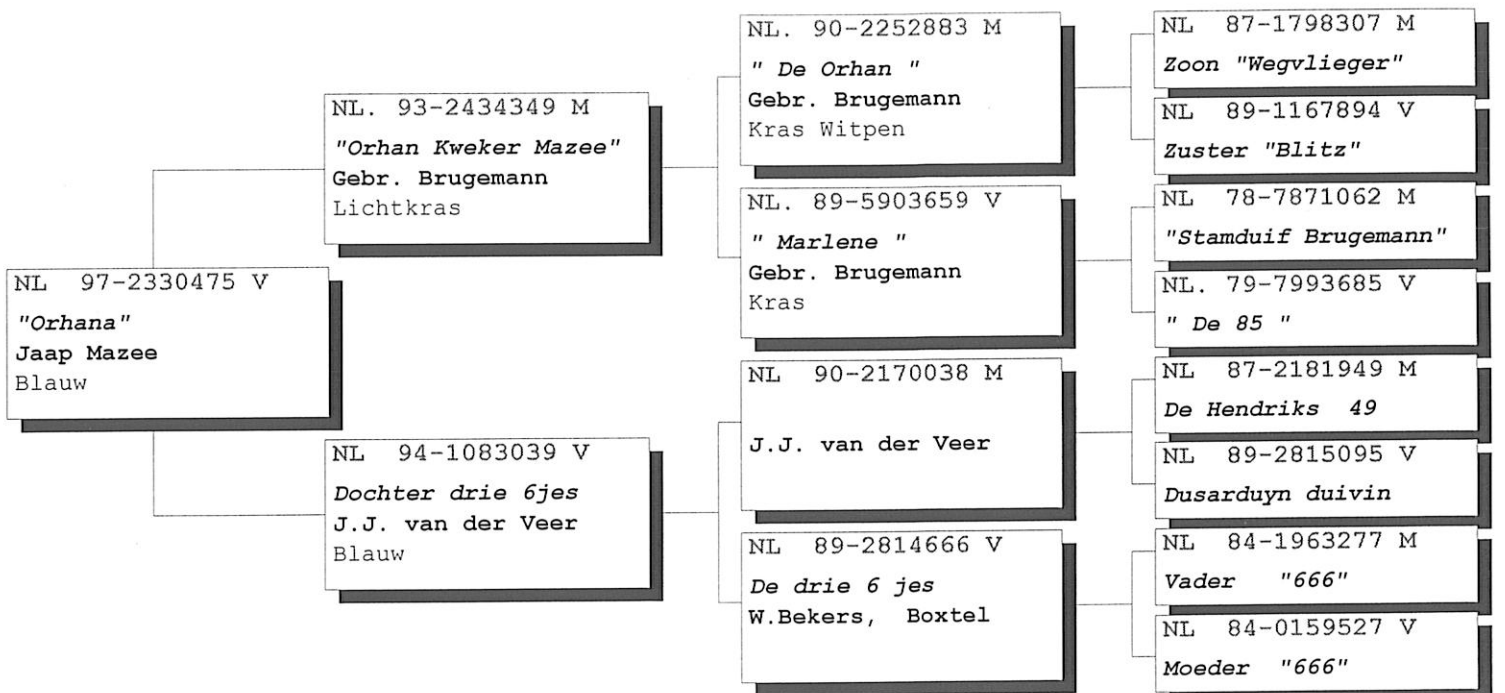 NL 97-2330475 V
"Orhana"
Jaap Mazee
Blauw
NL. 93-2434349 M
"Orhan Kweker Mazee"
Gebr. Brugemann
Lichtkras
NL 94-1083039 V
Dochter drie 6jes
J.J. van der Veer
Blauw
NL. 90-2252883 M
" De Orhan "
Gebr. Brugemann
Kras Witpen
NL. 89-5903659 V
" Marlene "
Gebr. Brugemann
Kras
NL 90-2170038 M
J.J. van der Veer
NL 89-2814666 V
De drie 6 jes
W.Bekers, Boxtel
NL 87-1798307 M
Zoon "Wegvlieger"
NL 89-1167894 V
Zuster "Blitz"
NL 78-7871062 M
"Stamduif Brugemann"
NL. 79-7993685 V
" De 85 "
NL 87-2181949 M
De Hendriks 49
NL 89-2815095 V
Dusarduyn duivin
NL 84-1963277 M
Vader "666"
NL 84-0159527 V
Moeder "666"